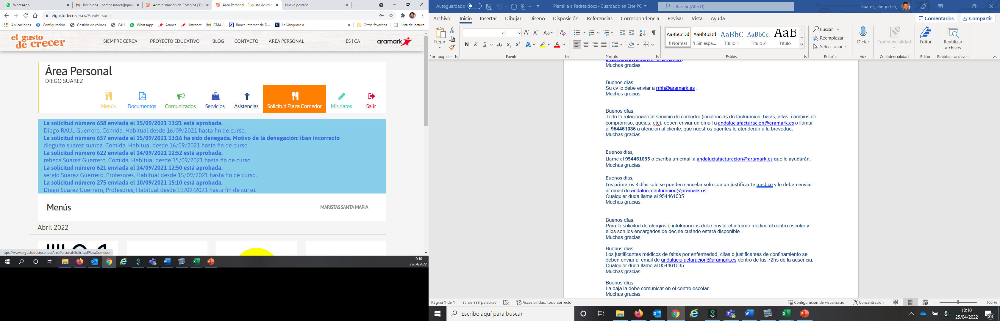 WhatsApp
Recibidos - pampasuarez@gma
Administración de Colegios | Elg
Área Personal - El gusto de crec
Nueva pestaña
elgustodecrecer.es/AreaPersonal
Aplicaciones
Configuración
Gestión de cobros
CAU
WhatsApp
Aranet
Intranet
GMAIL
Banca Internet de D...
La Vanguardia
»
Otros favoritos
Lista de lectura
el gusto
de crecer
SIEMPRE CERCA
PROYECTO EDUCATIVO
BLOG
CONTACTO
ÁREA PERSONAL
ES | CA
aramark
Área Personal
DIEGO SUAREZ
Menús
Documentos
Comunicados
Servicios
Asistencias
Solicitud Plaza Comedor
Mis datos
Salir
La solicitud número 658 enviada el 15/09/2021 13:21 está aprobada.
Diego RAUL Guerrero, Comida, Habitual desde 16/09/2021 hasta fin de curso.
La solicitud número 657 enviada el 15/09/2021 13:16 ha sido denegada. Motivo de la denegación: iban incorrecto
dieguito suarez suarez, Comida, Habitual desde 16/09/2021 hasta fin de curso.
La solicitud número 622 enviada el 14/09/2021 12:52 está aprobada.
rebeca Suarez Guerrero, Comida, Habitual desde 15/09/2021 hasta fin de curso.
La solicitud número 621 enviada el 14/09/2021 12:50 está aprobada.
sergio Suarez Guerrero, Profesores, Habitual desde 15/09/2021 hasta fin de curso.
La solicitud número 275 enviada el 10/09/2021 15:10 está aprobada.
Diego Suarez Guerrero, Profesores, Habitual desde 11/09/2021 hasta fin de curso.
Menús
MARISTAS SANTA MARIA
Abril 2022
https://www.elgustodecrecer.es/AreaPersonal/SolicitudPlazaComedor
10:10
25/04/2022
Autoguardado
Plantilla a Padres.docx • Guardado en Este PC
Buscar (Alt+Q)
Suarez, Diego (ES)
Archivo
Inicio
Insertar
Dibujar
Diseño
Disposición
Referencias
Correspondencia
Revisar
Vista
Ayuda
Comentarios
Compartir
Pegar
Portapapeles
N K S ab x₂ x² A A
Aa
Fuente
Párrafo
AaBbCcDd
¶ Normal
AaBbCcDd
¶ Sin espa...
AaBbC
Título 1
AaBbCc
Título 2
AaB
Título
Estilos
Buscar
Reemplazar
Seleccionar
Edición
Dictar
Voz
Confidencialidad
Confidencialidad
Editor
Editor
Reutilizar
archivos
Reutilizar archivos
andaluciafacturacion@aramark.es.
Muchas gracias.
Buenos días,
Su cv lo debe enviar a rrhh@aramark.es .
Muchas gracias.
Buenos días,
Todo lo relacionado al servicio de comedor (incidencias de facturación, bajas, altas, cambios de
compromiso, quejas, etc), deben enviar un email a andaluciafacturacion@aramark.es o llamar
al 954461035 a atención al cliente, que nuestros agentes lo atenderán a la brevedad.
Muchas gracias.
Buenos días,
Llame al 954461035 o escriba un email a andaluciafacturacion@aramark.es que le ayudarán.
Muchas gracias.
Buenos días,
Los primeros 3 días solo se pueden cancelar solo con un justificante medico y lo deben enviar
al email de andaluciafacturacion@aramark.es.
Cualquier duda llame al 954461035.
Muchas gracias.
Buenos días,
Para la solicitud de alergias o intolerancias debe enviar el informe médico al centro escolar y
ellos son los encargados de decirle cuándo estará disponible.
Muchas gracias.
Buenos días,
Los justificantes médicos de faltas por enfermedad, citas o justificantes de confinamiento se
deben enviar al email de andaluciafacturacion@aramark.es dentro de las 72hs de la ausencia.
Cualquier duda llame al 954461035.
Muchas gracias.
Buenos días,
La baja la debe comunicar en el centro escolar.
Muchas gracias.
Página 1 de 1
35 de 333 palabras
Accesibilidad: todo correcto
Configuración de visualización
Concentración
100 %
Escribe aquí para buscar
10:10
25/04/2022
24